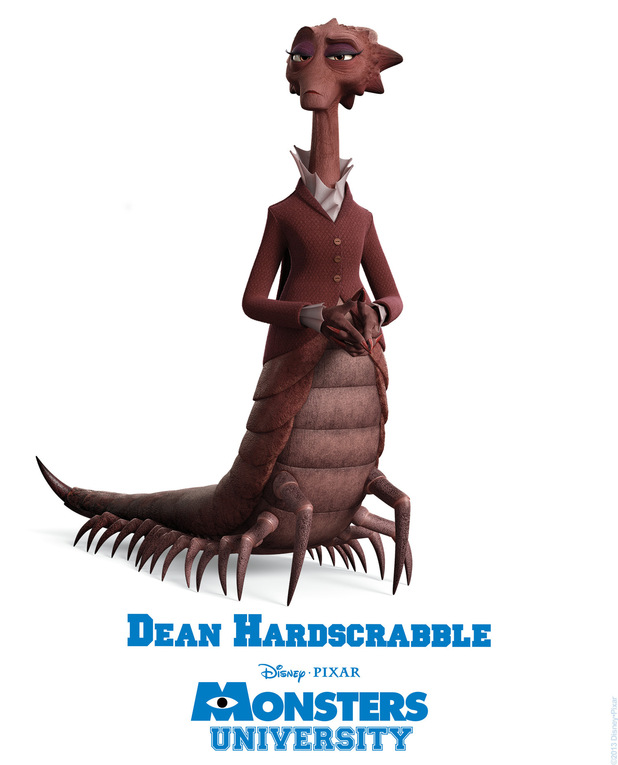 DEAN HARDSCRABBLE
DISNEY · PIXAR
MONSTERS
UNIVERSITY
©2013 Disney•Pixar